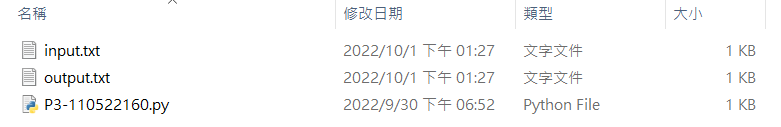 名稱 修改日期 類型 大小
input.txt 2022/10/1 下午 01:27 文字文件 1 KB
output.txt 2022/10/1 下午 01:27 文字文件 1 KB
P3-110522160.py 2022/9/30 下午 06:52 Python File 1 KB